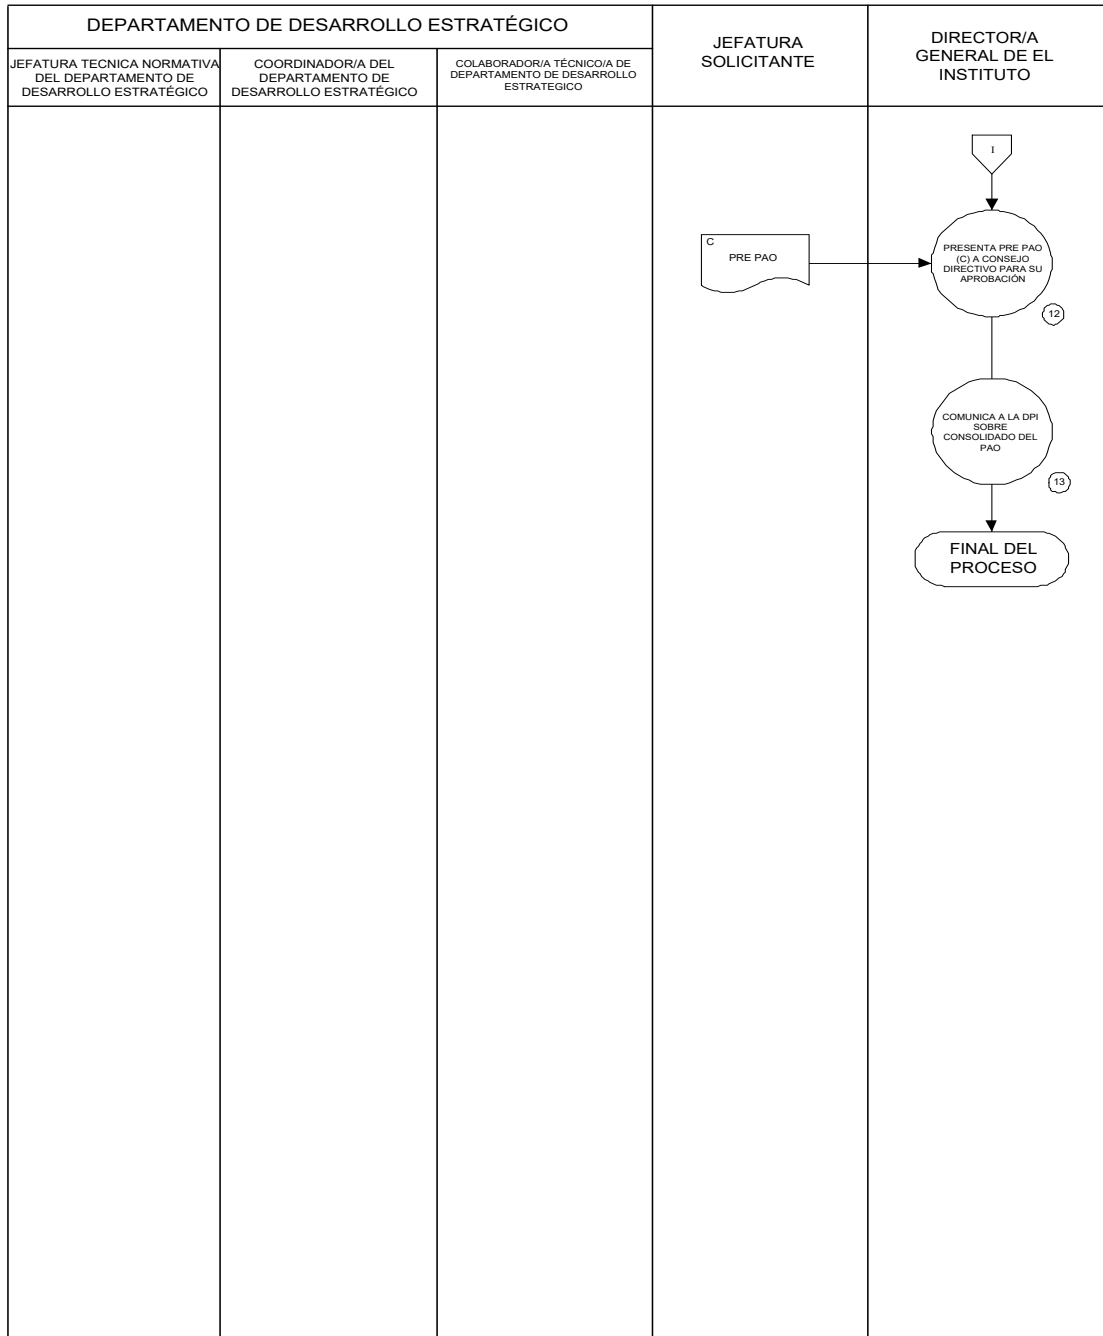 DEPARTAMENTO DE DESARROLLO ESTRATÉGICO
JEFATURA TECNICA NORMATIVA
DEL DEPARTAMENTO DE
DESARROLLO ESTRATÉGICO
COORDINADOR/A DEL
DEPARTAMENTO DE
DESARROLLO ESTRATÉGICO
COLABORADOR/A TÉCNICO/A DE
DEPARTAMENTO DE DESARROLLO
ESTRATEGICO
JEFATURA
SOLICITANTE
DIRECTOR/A
GENERAL DE EL
INSTITUTO
I
C
PRE PAO
PRESENTA PRE PAO
(C) A CONSEJO
DIRECTIVO PARA SU
APROBACIÓN
12
COMUNICA A LA DPI
SOBRE
CONSOLIDADO DEL
PAO
13
FINAL DEL
PROCESO